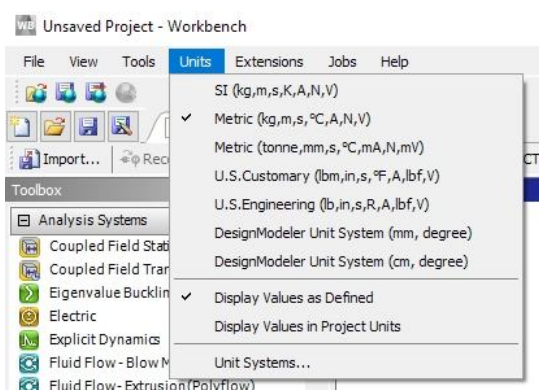 WB Unsaved Project - Workbench
File View Tools Units Extensions Jobs Help
SI (kg,m,s,K,A,N,V)
Metric (kg,m,s,°C,A,N,V)
Metric (tonne,mm,s,°C,mA,N,mV)
Import...
U.S.Customary (lbm,in,s,°F,A,lbf,V)
Toolbox
U.S.Engineering (lb,in,s,R,A,lbf,V)
Analysis Systems
DesignModeler Unit System (mm, degree)
Coupled Field Stati
DesignModeler Unit System (cm, degree)
Coupled Field Tran
Eigenvalue Bucklin
Display Values as Defined
Electric
Display Values in Project Units
Explicit Dynamics
Fluid Flow - Blow M
Unit Systems...
Fluid Flow - Extrusion(Polyflow)